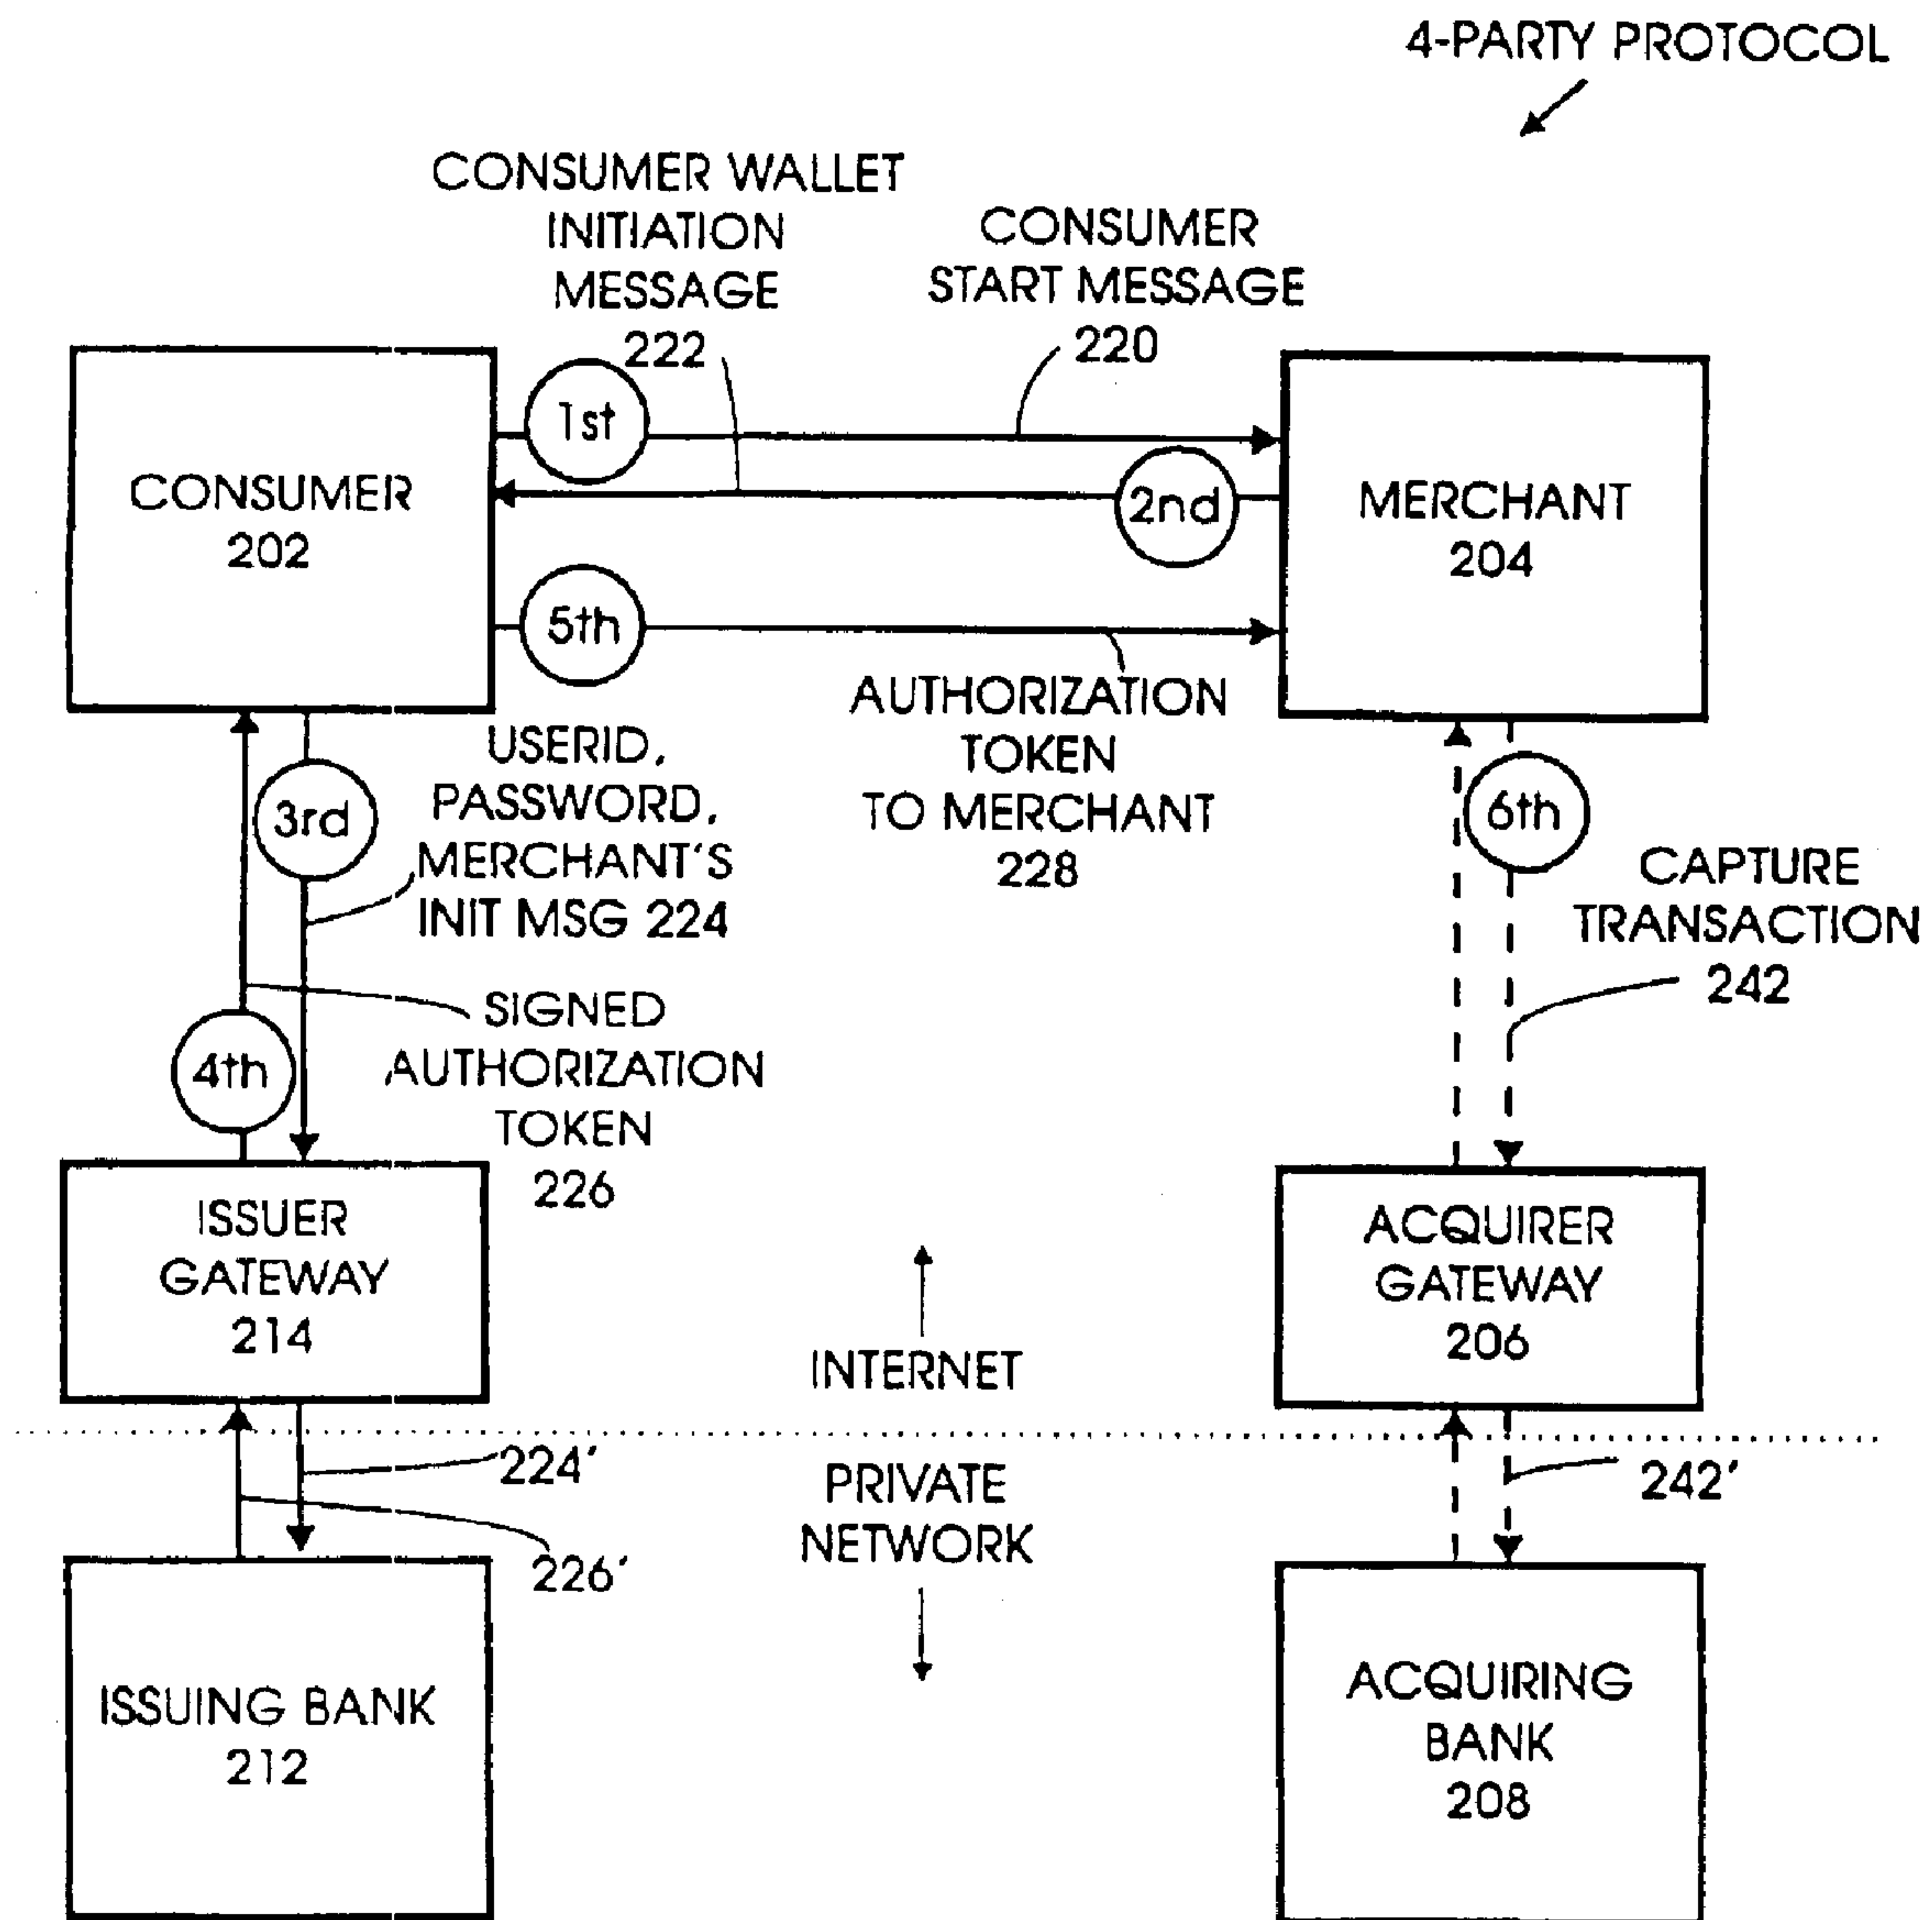 4-PARTY PROTOCOL
CONSUMER WALLET
INITIATION
MESSAGE
222
CONSUMER
START MESSAGE
220
1st
2nd
CONSUMER
202
MERCHANT
204
5th
AUTHORIZATION
TOKEN
TO MERCHANT
228
USERID,
PASSWORD,
MERCHANT'S
INIT MSG 224
3rd
6th
CAPTURE
TRANSACTION
242
SIGNED
AUTHORIZATION
TOKEN
226
4th
ISSUER
GATEWAY
214
ACQUIRER
GATEWAY
206
INTERNET
224'
PRIVATE
NETWORK
242'
226'
ISSUING BANK
212
ACQUIRING
BANK
208